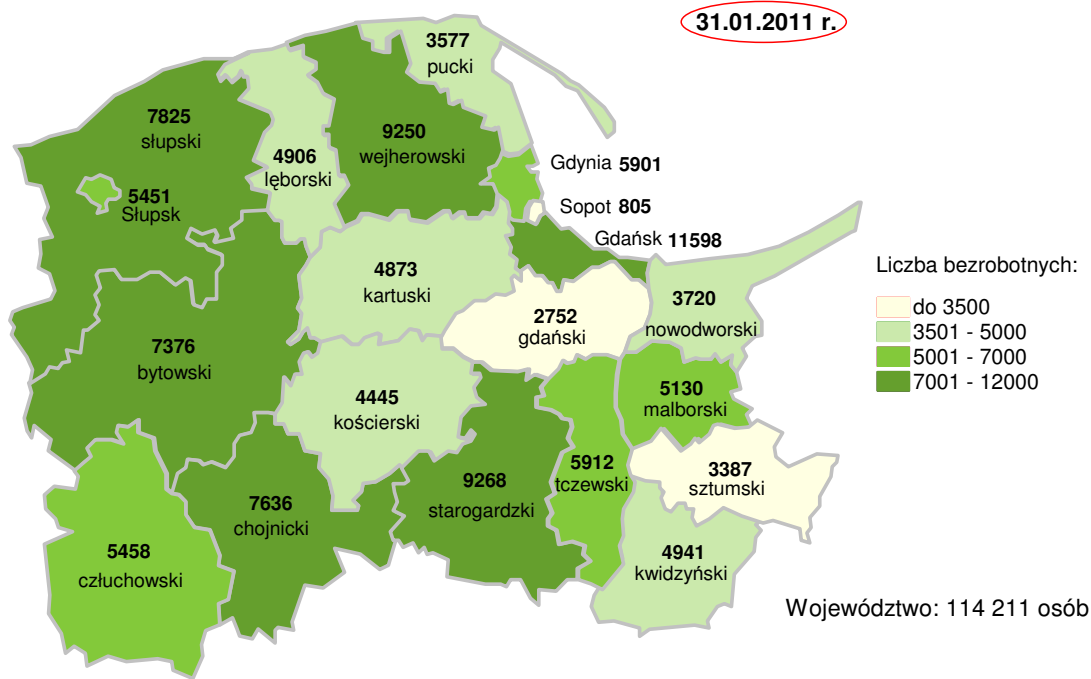 31.01.2011 r.
3577
pucki
7825
słupski
9250
wejherowski
4906
lęborski
Gdynia 5901
5451
Słupsk
Sopot 805
Gdańsk 11598
4873
kartuski
2752
gdański
3720
nowodworski
Liczba bezrobotnych:
do 3500
3501 - 5000
5001 - 7000
7001 - 12000
7376
bytowski
4445
kościerski
5130
malborski
5912
tczewski
3387
sztumski
9268
starogardzki
7636
chojnicki
5458
człuchowski
4941
kwidzyński
Województwo: 114 211 osób